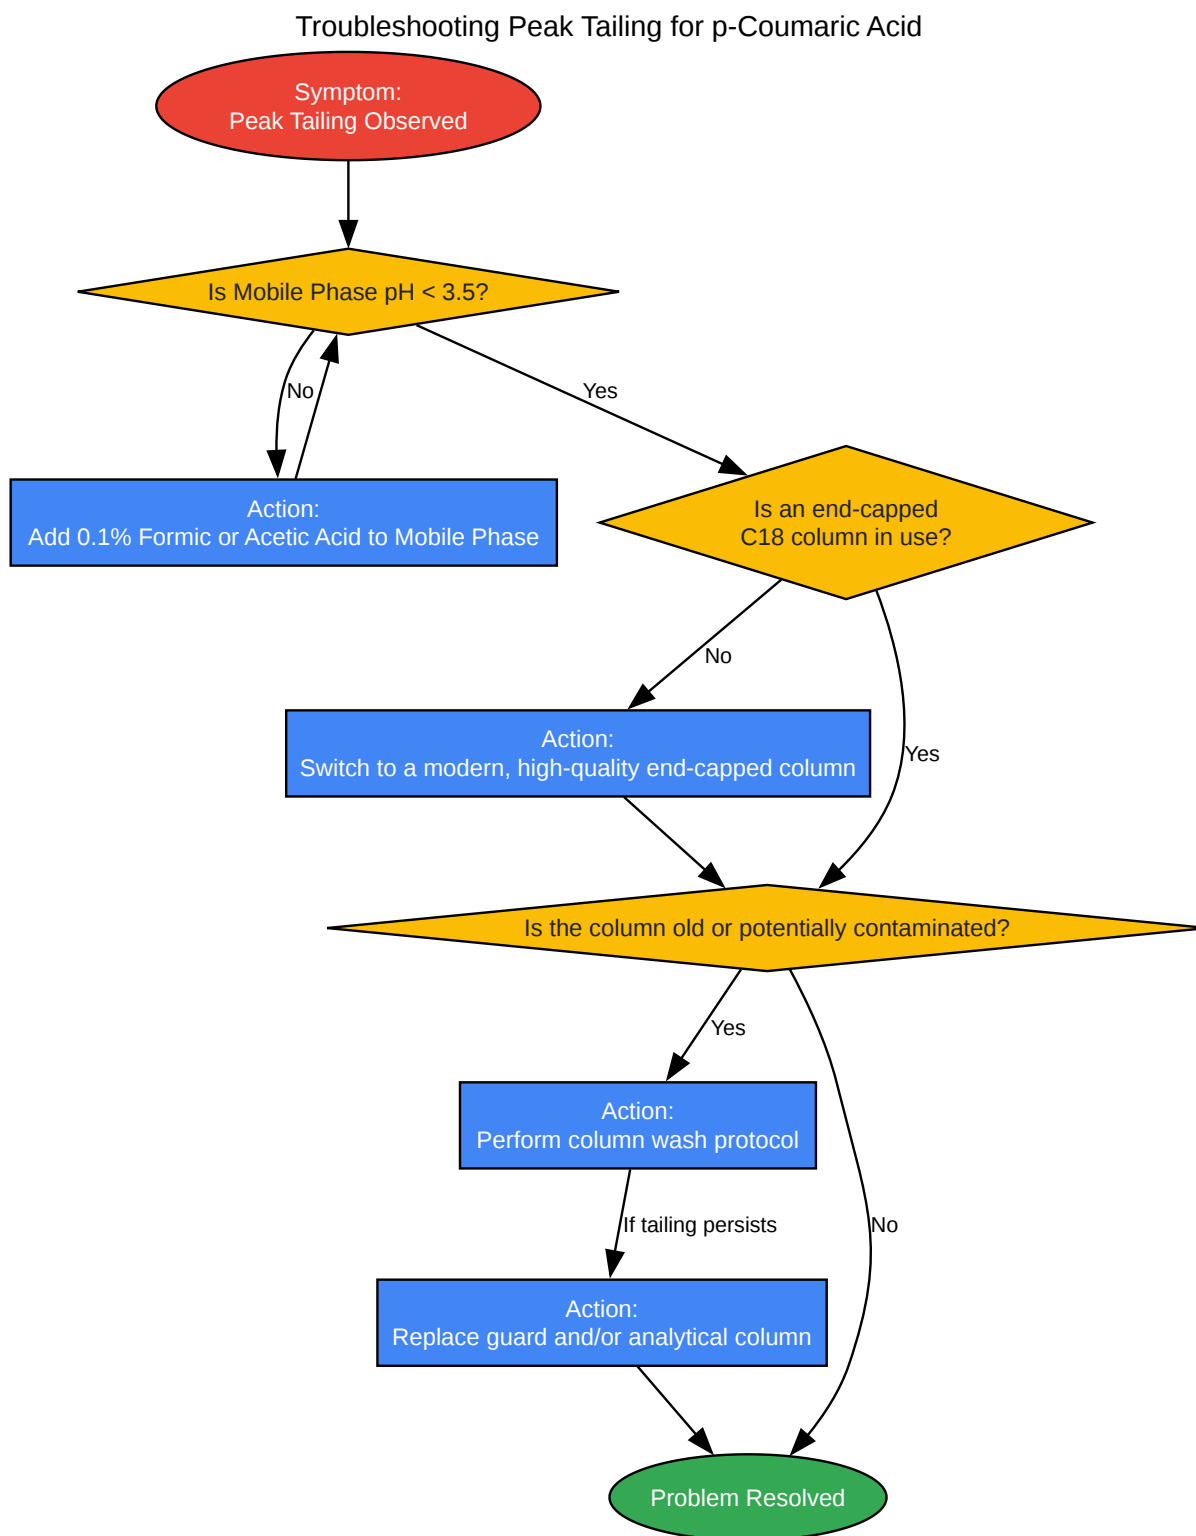 Troubleshooting Peak Tailing for p-Coumaric Acid
Symptom:
Peak Tailing Observed
Is Mobile Phase pH < 3.5?
No
Yes
Action:
Add 0.1% Formic or Acetic Acid to Mobile Phase
Is an end-capped
C18 column in use?
No
Action:
Switch to a modern, high-quality end-capped column
Yes
Is the column old or potentially contaminated?
Yes
Action:
Perform column wash protocol
If tailing persists
No
Action:
Replace guard and/or analytical column
Problem Resolved